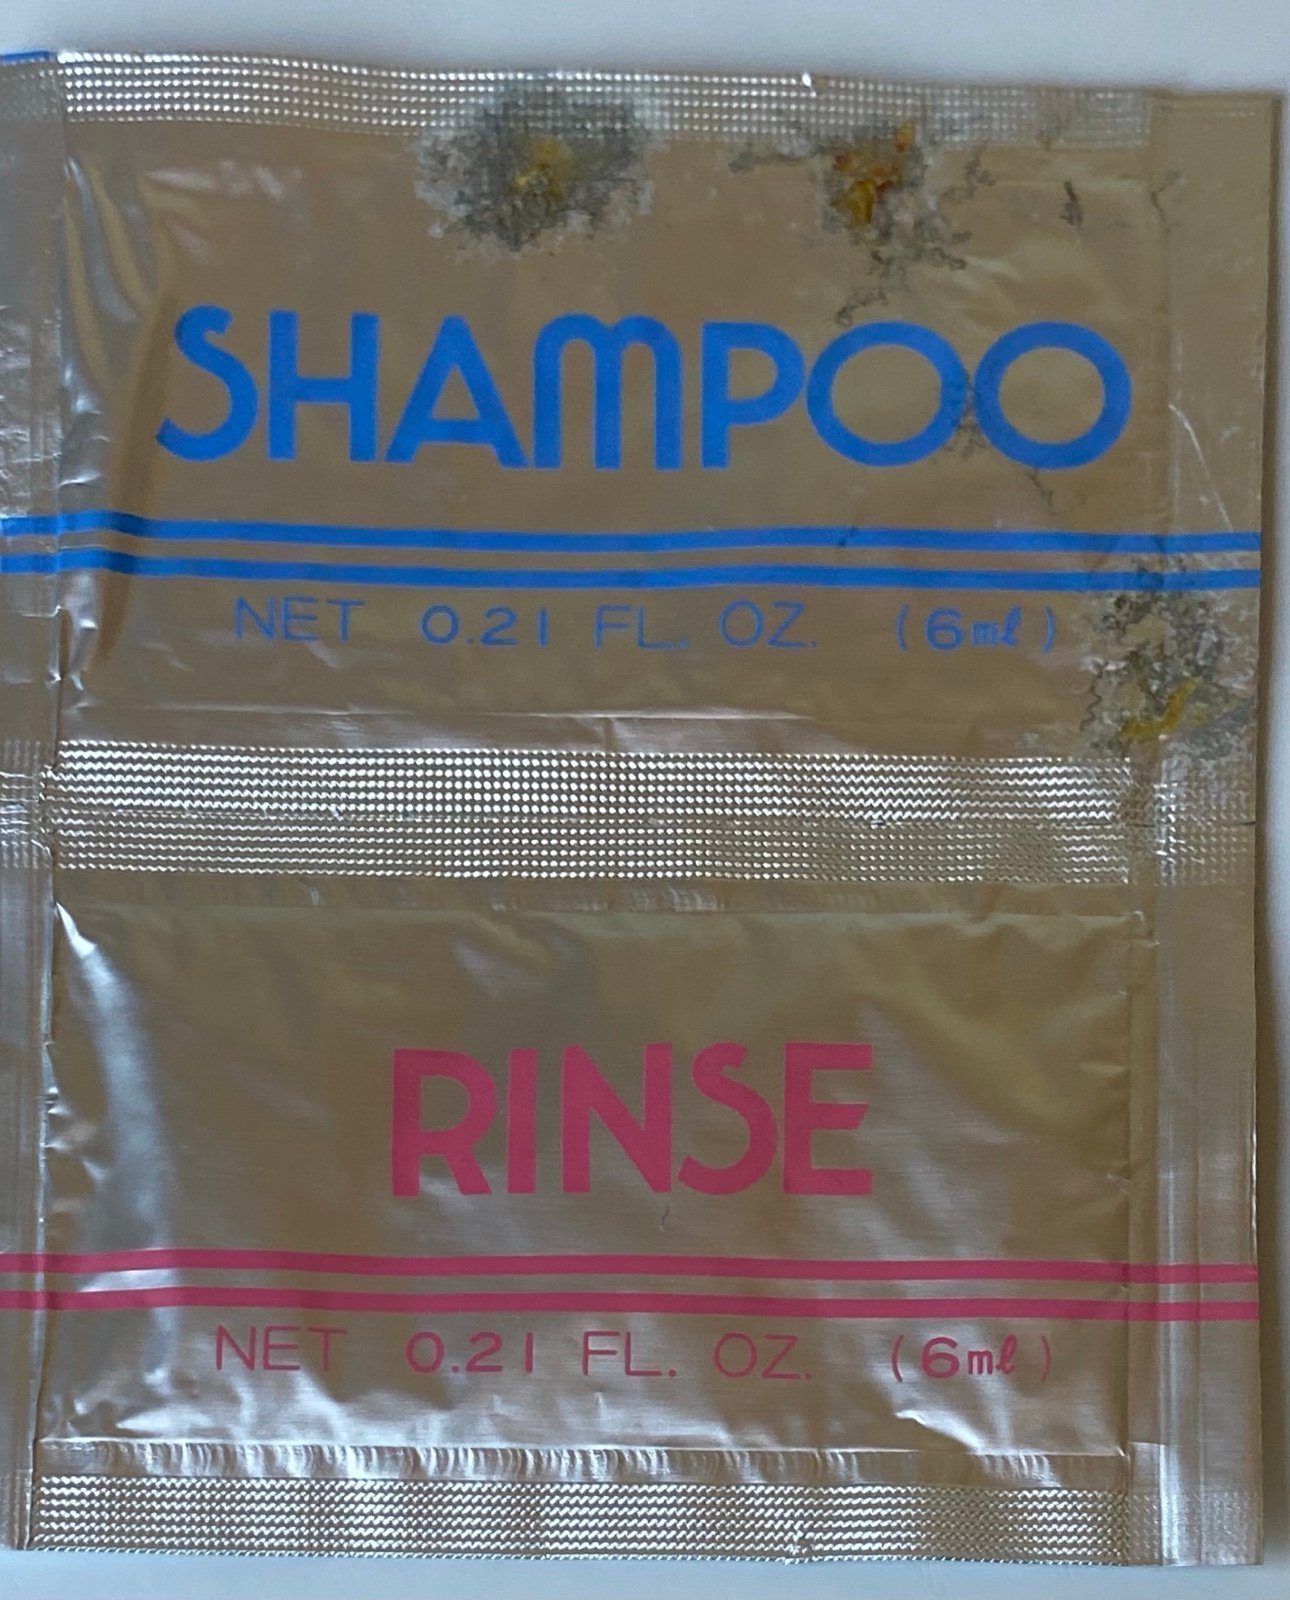 SHAMPOO
NET 0.21 FL. OZ. (6mℓ)
RINSE
NET 0.21 FL. OZ. (6mℓ)